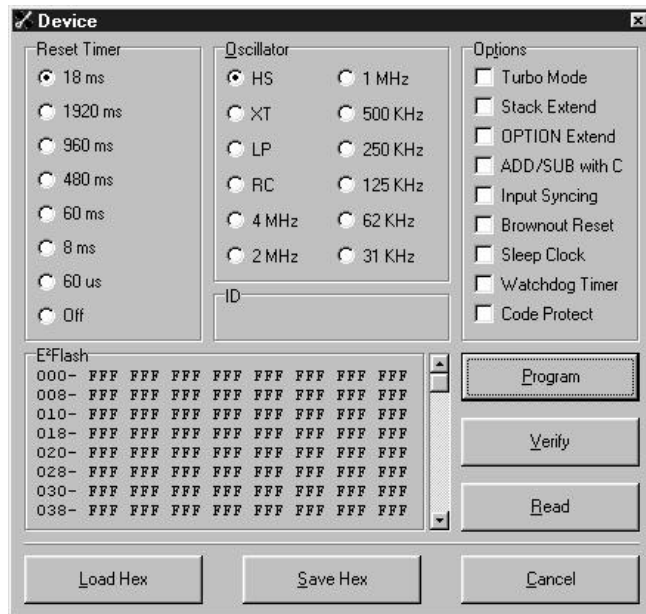 Device
Reset Timer
18 ms
1920 ms
960 ms
480 ms
60 ms
8 ms
60 us
Off
Oscillator
HS
XT
LP
RC
4 MHz
2 MHz
1 MHz
500 KHz
250 KHz
125 KHz
62 KHz
31 KHz
ID
Options
Turbo Mode
Stack Extend
OPTION Extend
ADD/SUB with C
Input Syncing
Brownout Reset
Sleep Clock
Watchdog Timer
Code Protect
E²Flash
000- FFF FFF FFF FFF FFF FFF FFF FFF
008- FFF FFF FFF FFF FFF FFF FFF FFF
010- FFF FFF FFF FFF FFF FFF FFF FFF
018- FFF FFF FFF FFF FFF FFF FFF FFF
020- FFF FFF FFF FFF FFF FFF FFF FFF
028- FFF FFF FFF FFF FFF FFF FFF FFF
030- FFF FFF FFF FFF FFF FFF FFF FFF
038- FFF FFF FFF FFF FFF FFF FFF FFF
Program
Verify
Read
Load Hex
Save Hex
Cancel